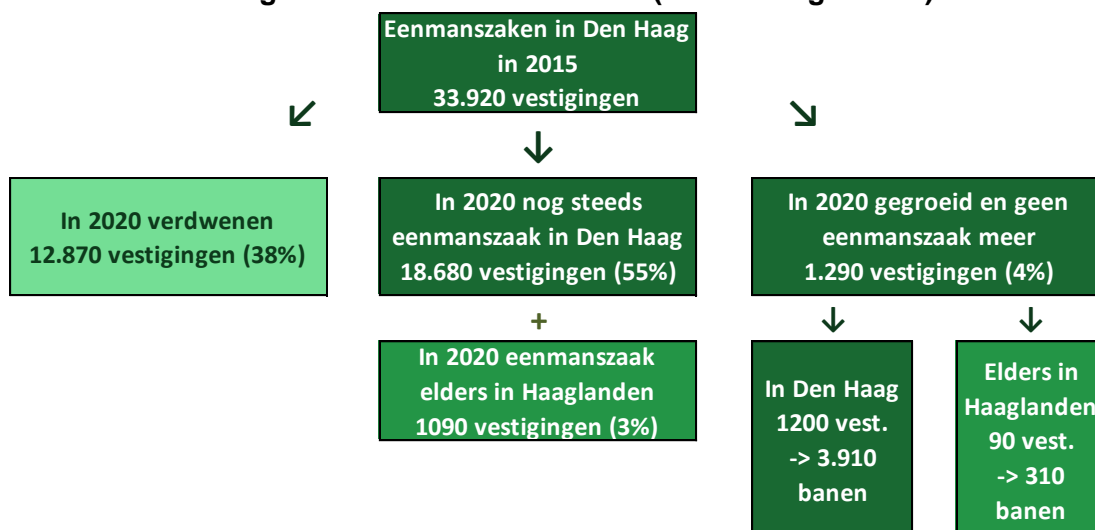 Eenmanszaken in Den Haag
in 2015
33.920 vestigingen
In 2020 verdwenen
12.870 vestigingen (38%)
In 2020 nog steeds
eenmanszaak in Den Haag
18.680 vestigingen (55%)
In 2020 gegroeid en geen
eenmanszaak meer
1.290 vestigingen (4%)
+
In 2020 eenmanszaak
elders in Haaglanden
1090 vestigingen (3%)
In Den Haag
1200 vest.
-> 3.910
banen
Elders in
Haaglanden
90 vest.
-> 310
banen